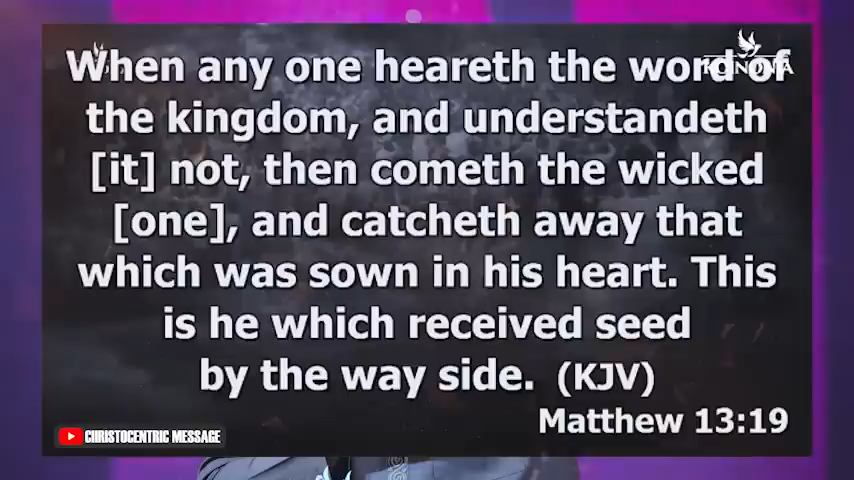 When any one heareth the word of
the kingdom, and understandeth
[it] not, then cometh the wicked
[one], and catcheth away that
which was sown in his heart. This
is he which received seed
by the way side. (KJV)
Matthew 13:19
CHRISTOCENTRIC MESSAGE